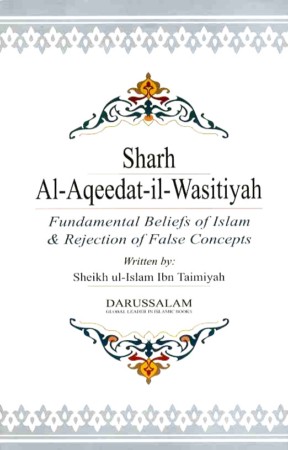 Sharh
Al-Aqeedat-il-Wasitiyah
Fundamental Beliefs of Islam
& Rejection of False Concepts
Written by:
Sheikh ul-Islam Ibn Taimiyah
DARUSSALAM
GLOBAL LEADER IN ISLAMIC BOOKS